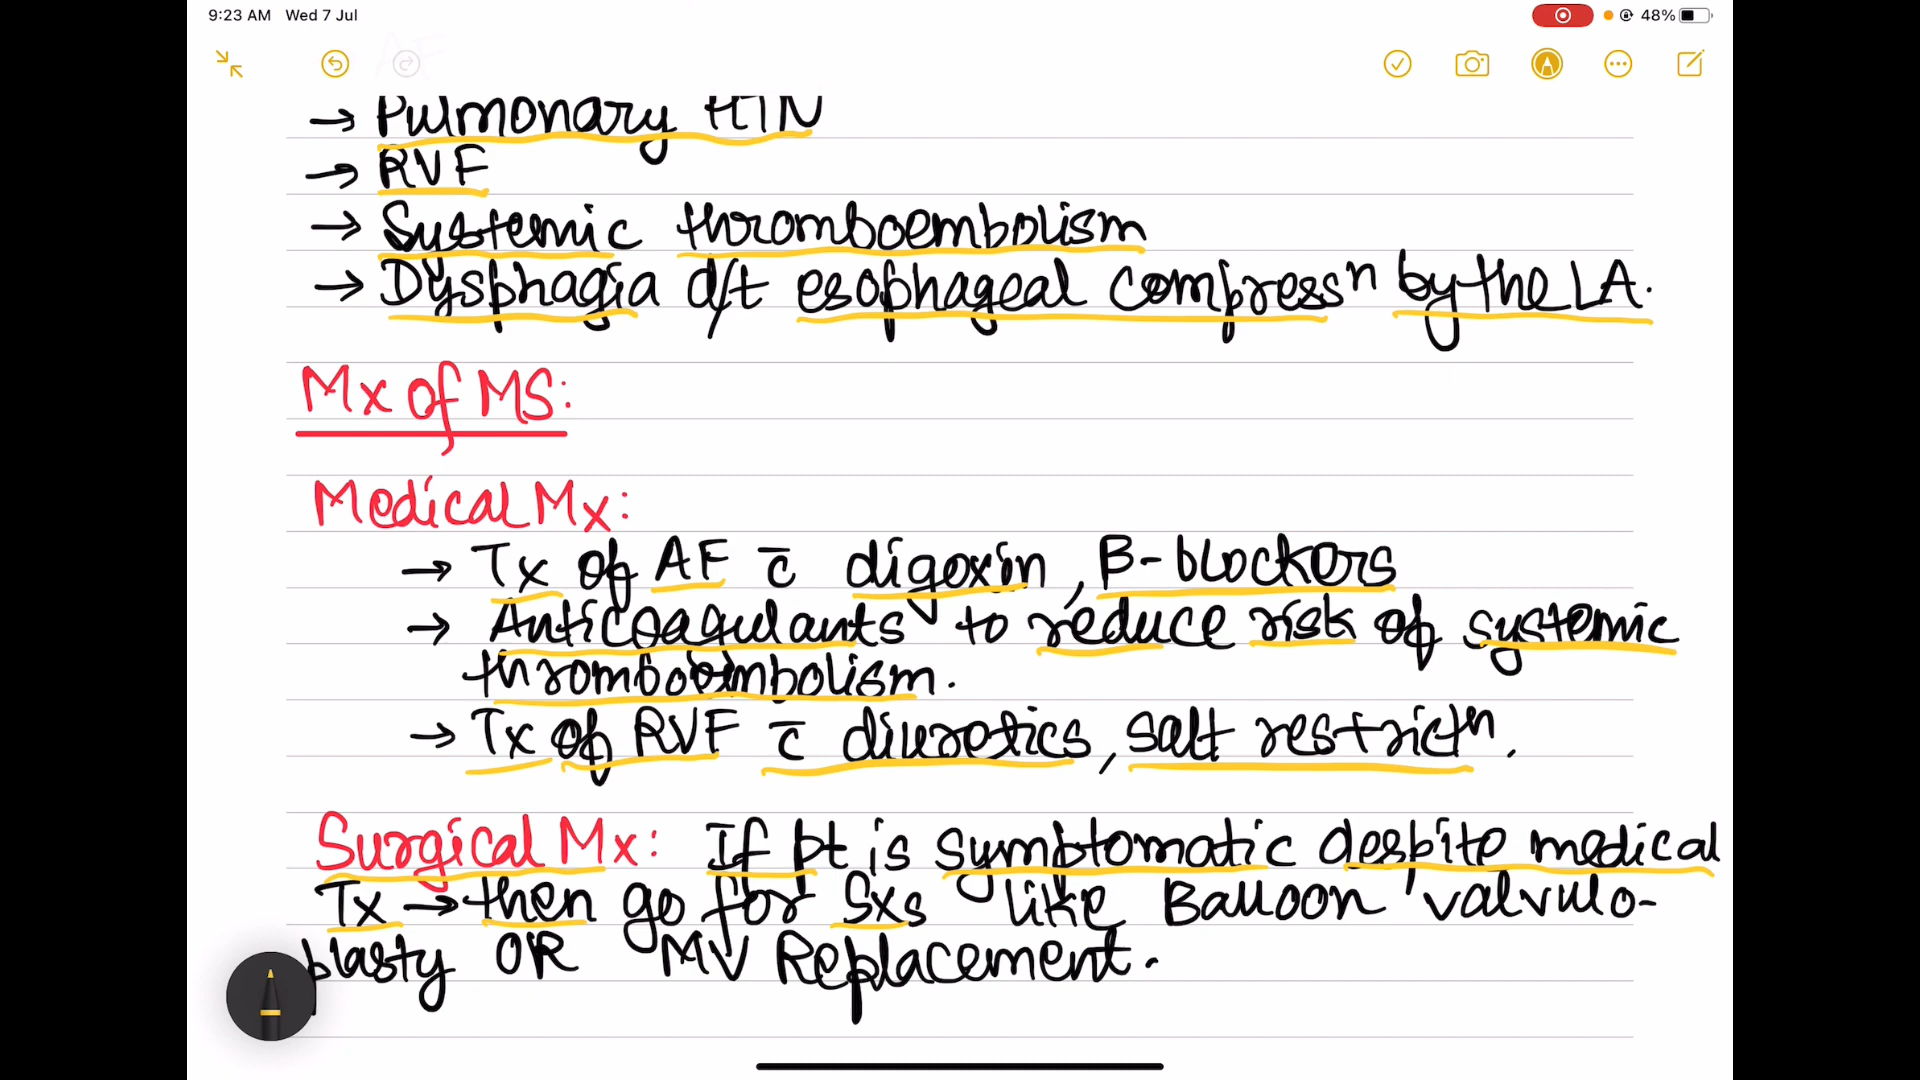 9:23 AM Wed 7 Jul
48%
→ Pulmonary HTN
→ RVF
→ Systemic thromboembolism
→ Dysphagia d/t esophageal compressⁿ by the LA.
Mx of MS:
Medical Mx:
→ Tx of AF c̄ digoxin, β-blockers
→ Anticoagulants to reduce risk of systemic
thromboembolism.
→ Tx of RVF c̄ diuretics, salt restrictⁿ.
Surgical Mx: If pt is symptomatic despite medical
Tx → then go for Sxs like Balloon valvulo-
plasty OR MV Replacement.